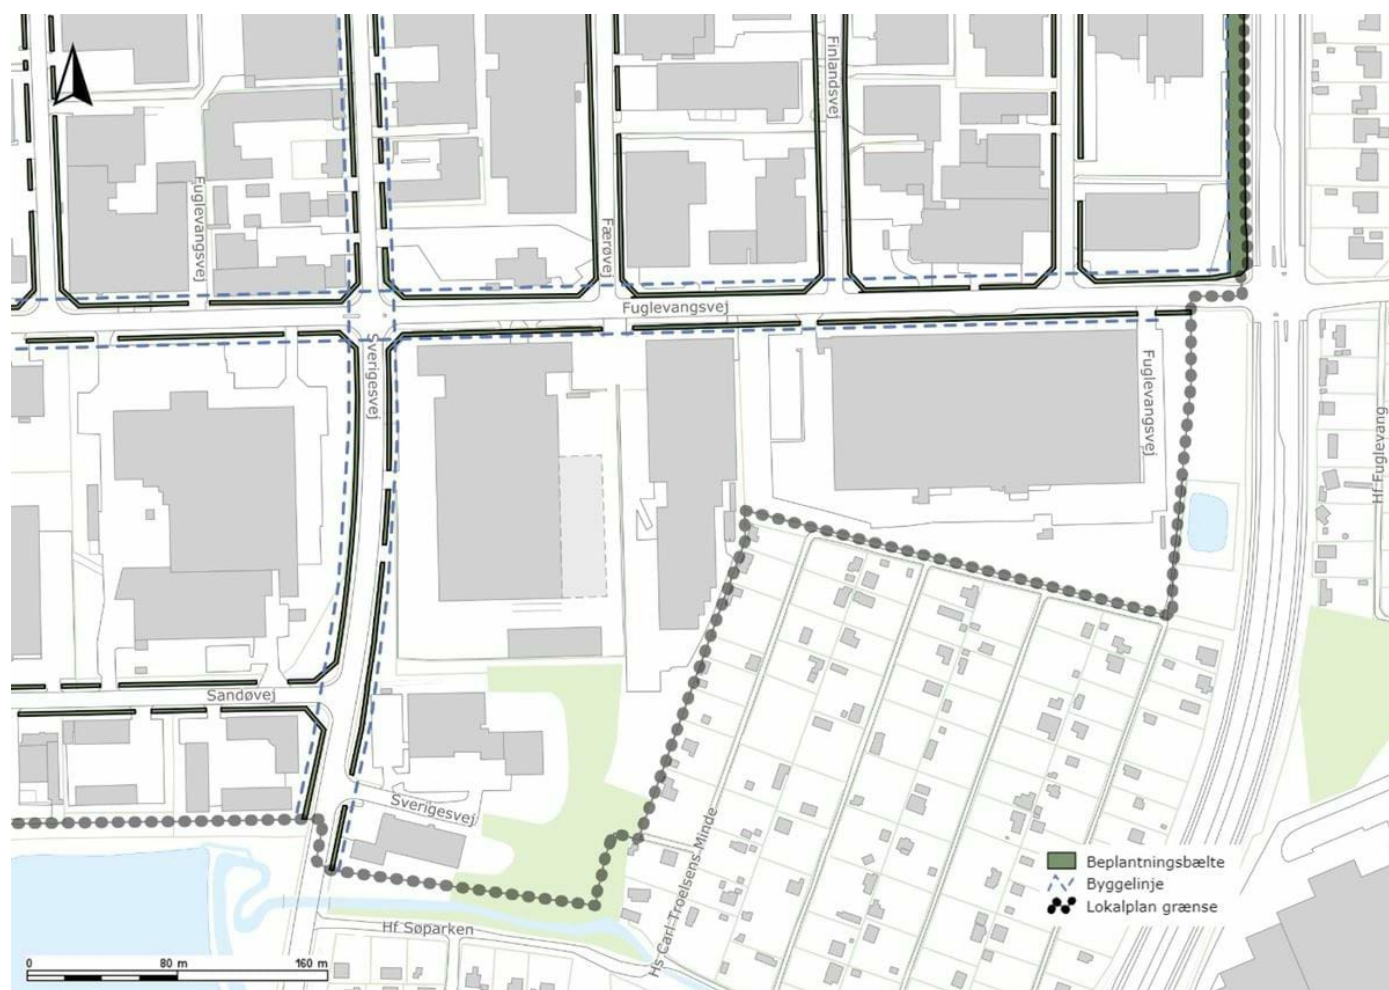 Finlandsvej
Fuglevangsvej
Færøvej
Fuglevangsvej
Sverigesvej
Fuglevangsvej
Hf Fuglevang
Sandøvej
Sverigesvej
Hs Carl Troelsens Minde
Hf Søparken
Beplantningsbælte
Byggelinje
Lokalplan grænse
0 80 m 160 m